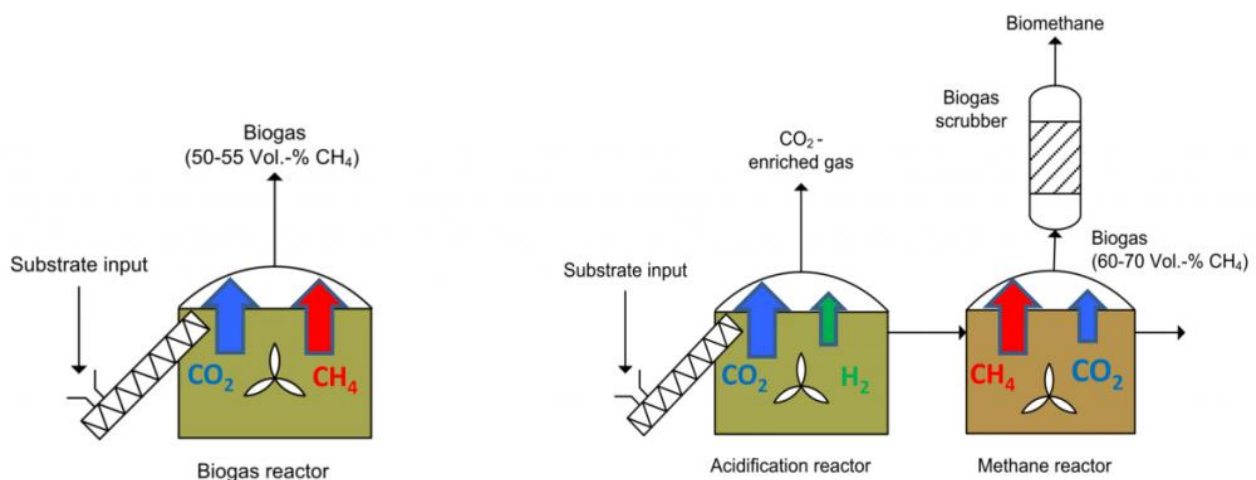 Biogas
(50-55 Vol.-% CH₄)
Substrate input
CO₂
CH₄
Biogas reactor
Biomethane
Biogas
scrubber
CO₂ -
enriched gas
Biogas
(60-70 Vol.-% CH₄)
Substrate input
CO₂
H₂
CH₄
CO₂
Acidification reactor
Methane reactor